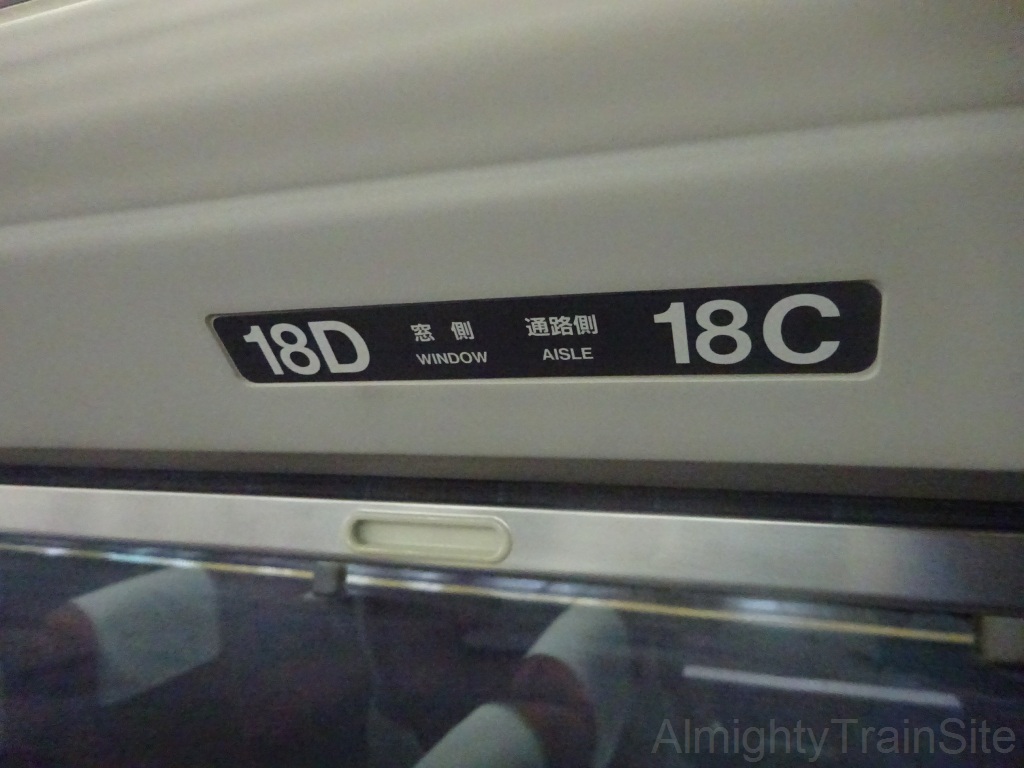 18D 窓側 通路側 18C
WINDOW AISLE
AlmightyTrainSite